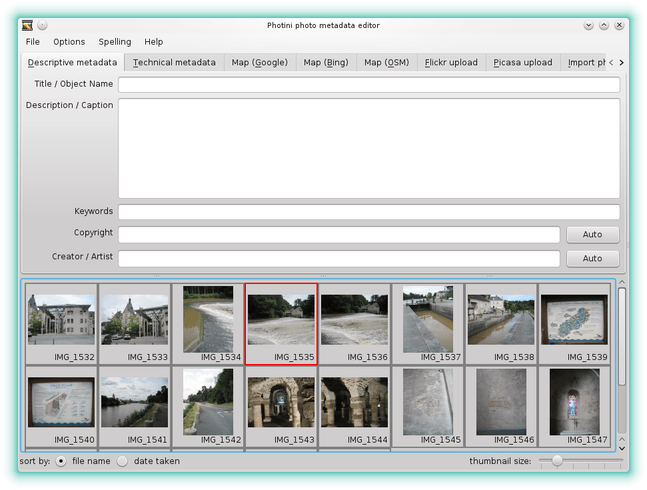 Photini photo metadata editor
File Options Spelling Help
Descriptive metadata Technical metadata Map (Google) Map (Bing) Map (OSM) Flickr upload Picasa upload Import ph
Title / Object Name
Description / Caption
Keywords
Copyright Auto
Creator / Artist Auto
IMG_1532 IMG_1533 IMG_1534 IMG_1535 IMG_1536 IMG_1537 IMG_1538 IMG_1539
IMG_1540 IMG_1541 IMG_1542 IMG_1543 IMG_1544 IMG_1545 IMG_1546 IMG_1547
sort by: file name date taken thumbnail size: